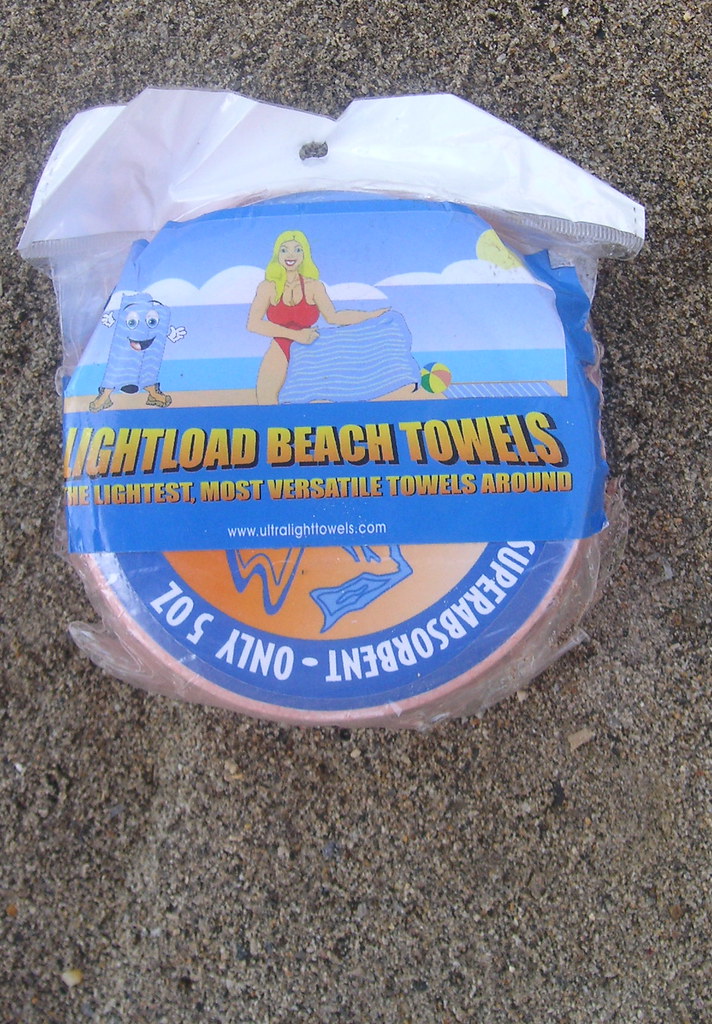 LIGHTLOAD BEACH TOWELS
THE LIGHTEST, MOST VERSATILE TOWELS AROUND
www.ultralighttowels.com
SUPERABSORBENT • ONLY 5 OZ